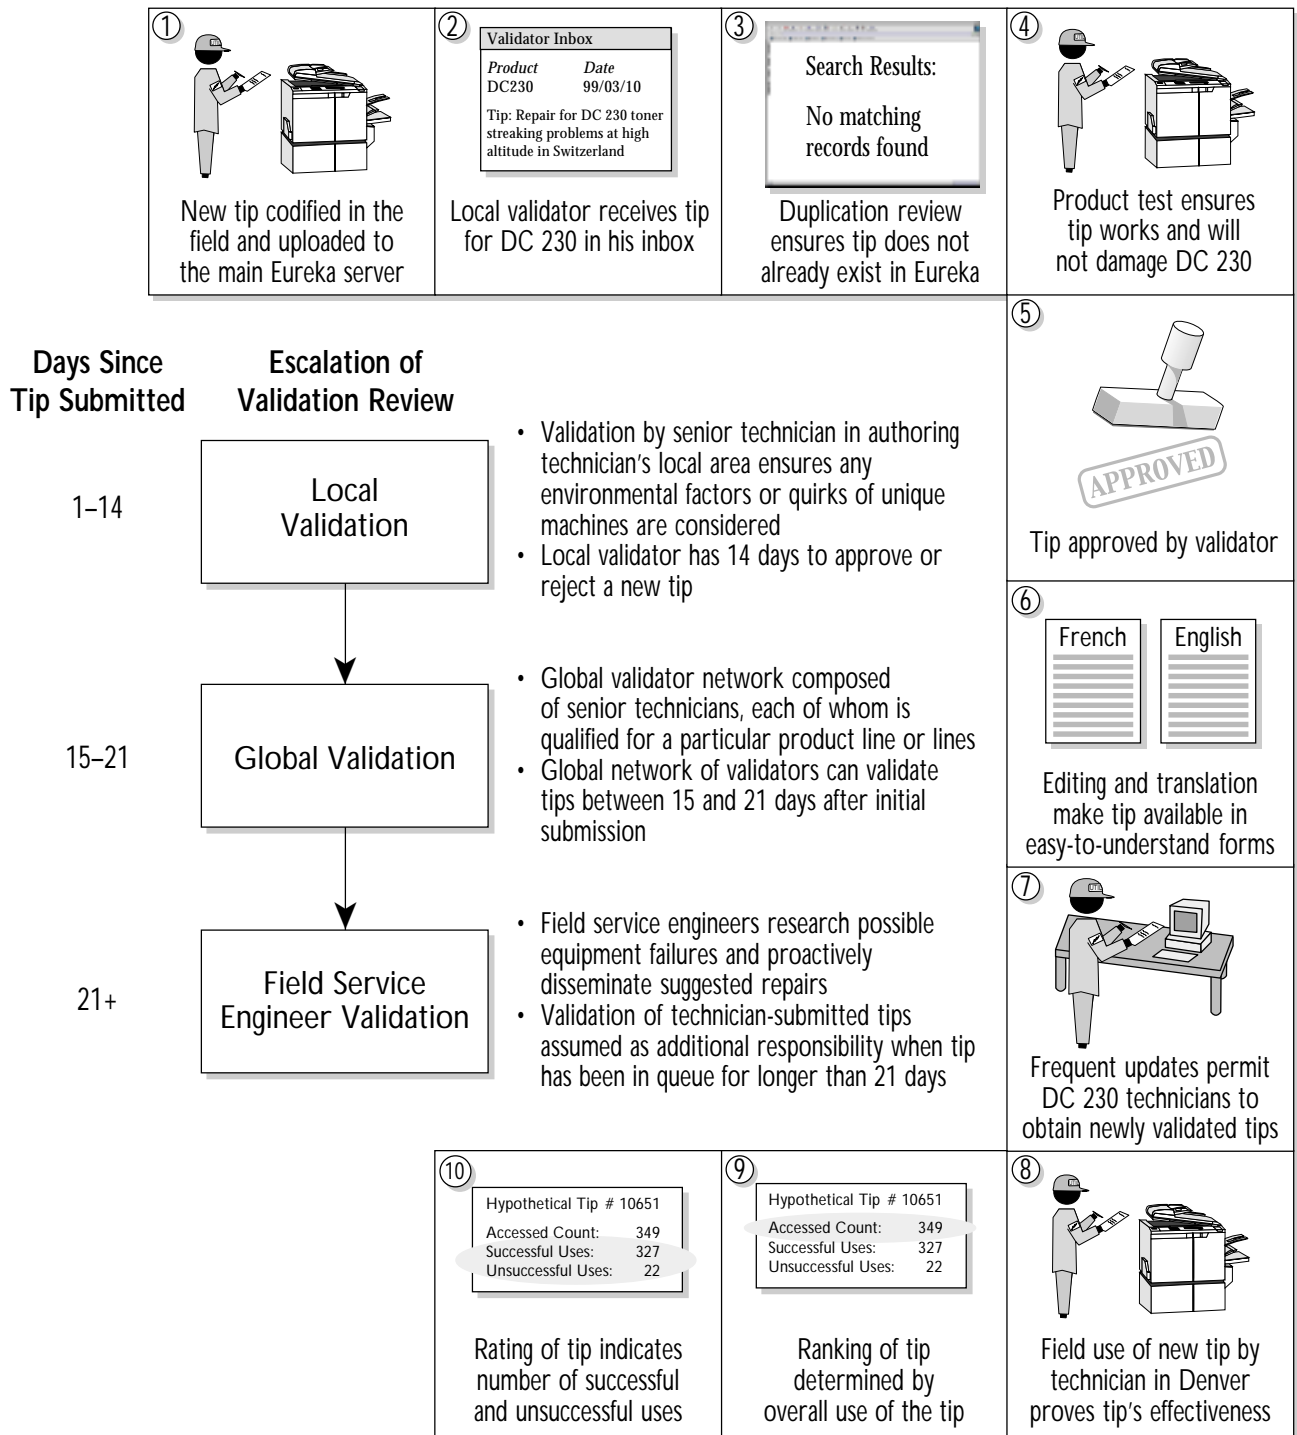 1
New tip codified in the
field and uploaded to
the main Eureka server
2
Validator Inbox
Product Date
DC230 99/03/10
Tip: Repair for DC 230 toner
streaking problems at high
altitude in Switzerland
Local validator receives tip
for DC 230 in his inbox
3
Search Results:
No matching
records found
Duplication review
ensures tip does not
already exist in Eureka
4
Product test ensures
tip works and will
not damage DC 230
5
APPROVED
Tip approved by validator
6
French English
Editing and translation
make tip available in
easy-to-understand forms
7
Frequent updates permit
DC 230 technicians to
obtain newly validated tips
8
Field use of new tip by
technician in Denver
proves tip's effectiveness
9
Hypothetical Tip # 10651
Accessed Count: 349
Successful Uses: 327
Unsuccessful Uses: 22
Ranking of tip
determined by
overall use of the tip
10
Hypothetical Tip # 10651
Accessed Count: 349
Successful Uses: 327
Unsuccessful Uses: 22
Rating of tip indicates
number of successful
and unsuccessful uses
Days Since
Tip Submitted
Escalation of
Validation Review
1–14
Local
Validation
• Validation by senior technician in authoring
technician's local area ensures any
environmental factors or quirks of unique
machines are considered
• Local validator has 14 days to approve or
reject a new tip
15–21
Global Validation
• Global validator network composed
of senior technicians, each of whom is
qualified for a particular product line or lines
• Global network of validators can validate
tips between 15 and 21 days after initial
submission
21+
Field Service
Engineer Validation
• Field service engineers research possible
equipment failures and proactively
disseminate suggested repairs
• Validation of technician-submitted tips
assumed as additional responsibility when tip
has been in queue for longer than 21 days